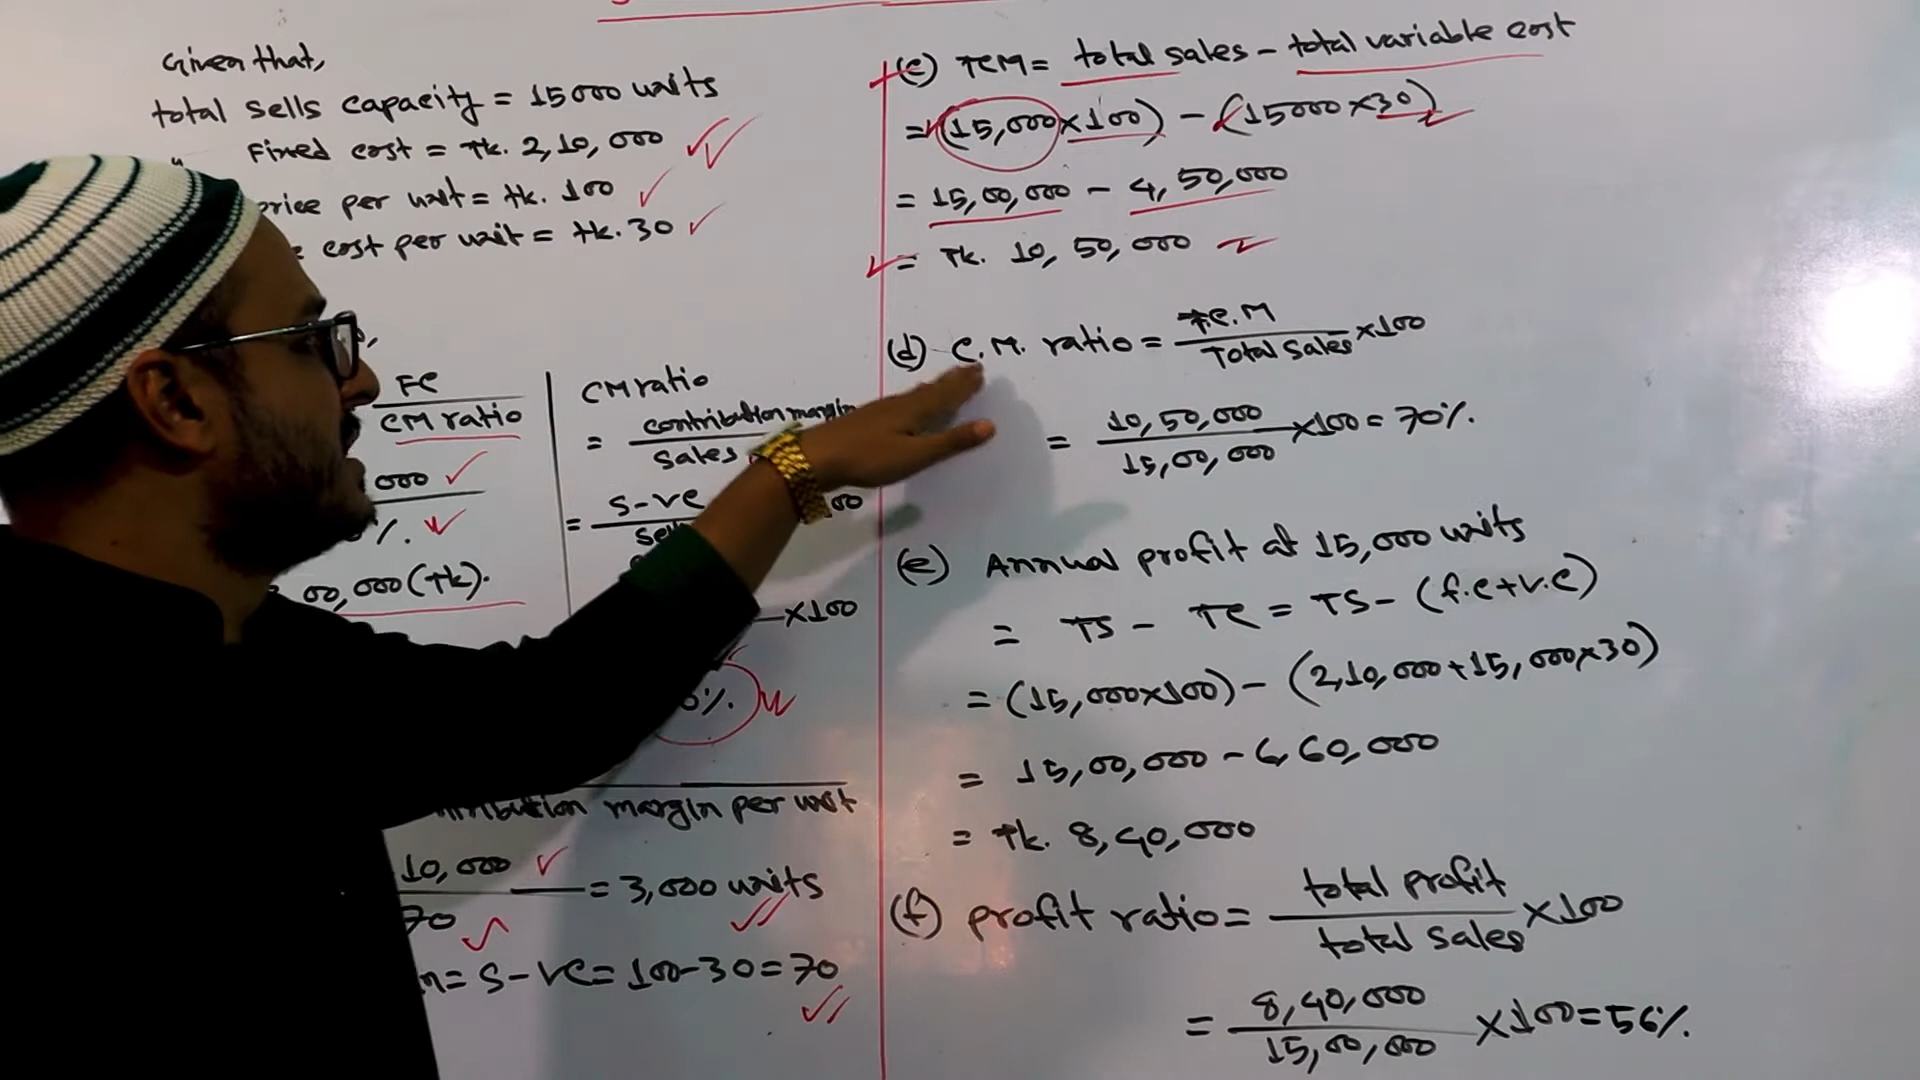 Given that,
total sells capacity = 15000 units
" Fixed cost = Tk. 2,10,000
price per unit = tk. 100
cost per unit = tk. 30
FC
CM ratio
000
%.
00,000 (Tk).
CM ratio
= contribution margin
sales
= S-VC
00
×100
0%.
contribution margin per unit
10,000
70
= 3,000 units
= S-VC = 100-30 = 70
(c) TCM = total sales - total variable cost
= (15,000×100) - (15000×30)
= 15,00,000 - 4,50,000
= Tk. 10,50,000
(d) C.M. ratio = TC.M / Total Sales ×100
= 10,50,000 / 15,00,000 ×100 = 70%.
(e) Annual profit at 15,000 units
= TS - TC = TS - (f.c+v.c)
= (15,000×100) - (2,10,000+15,000×30)
= 15,00,000 - 6,60,000
= Tk. 8,40,000
(f) profit ratio = total profit / total sales ×100
= 8,40,000 / 15,00,000 ×100 = 56%.